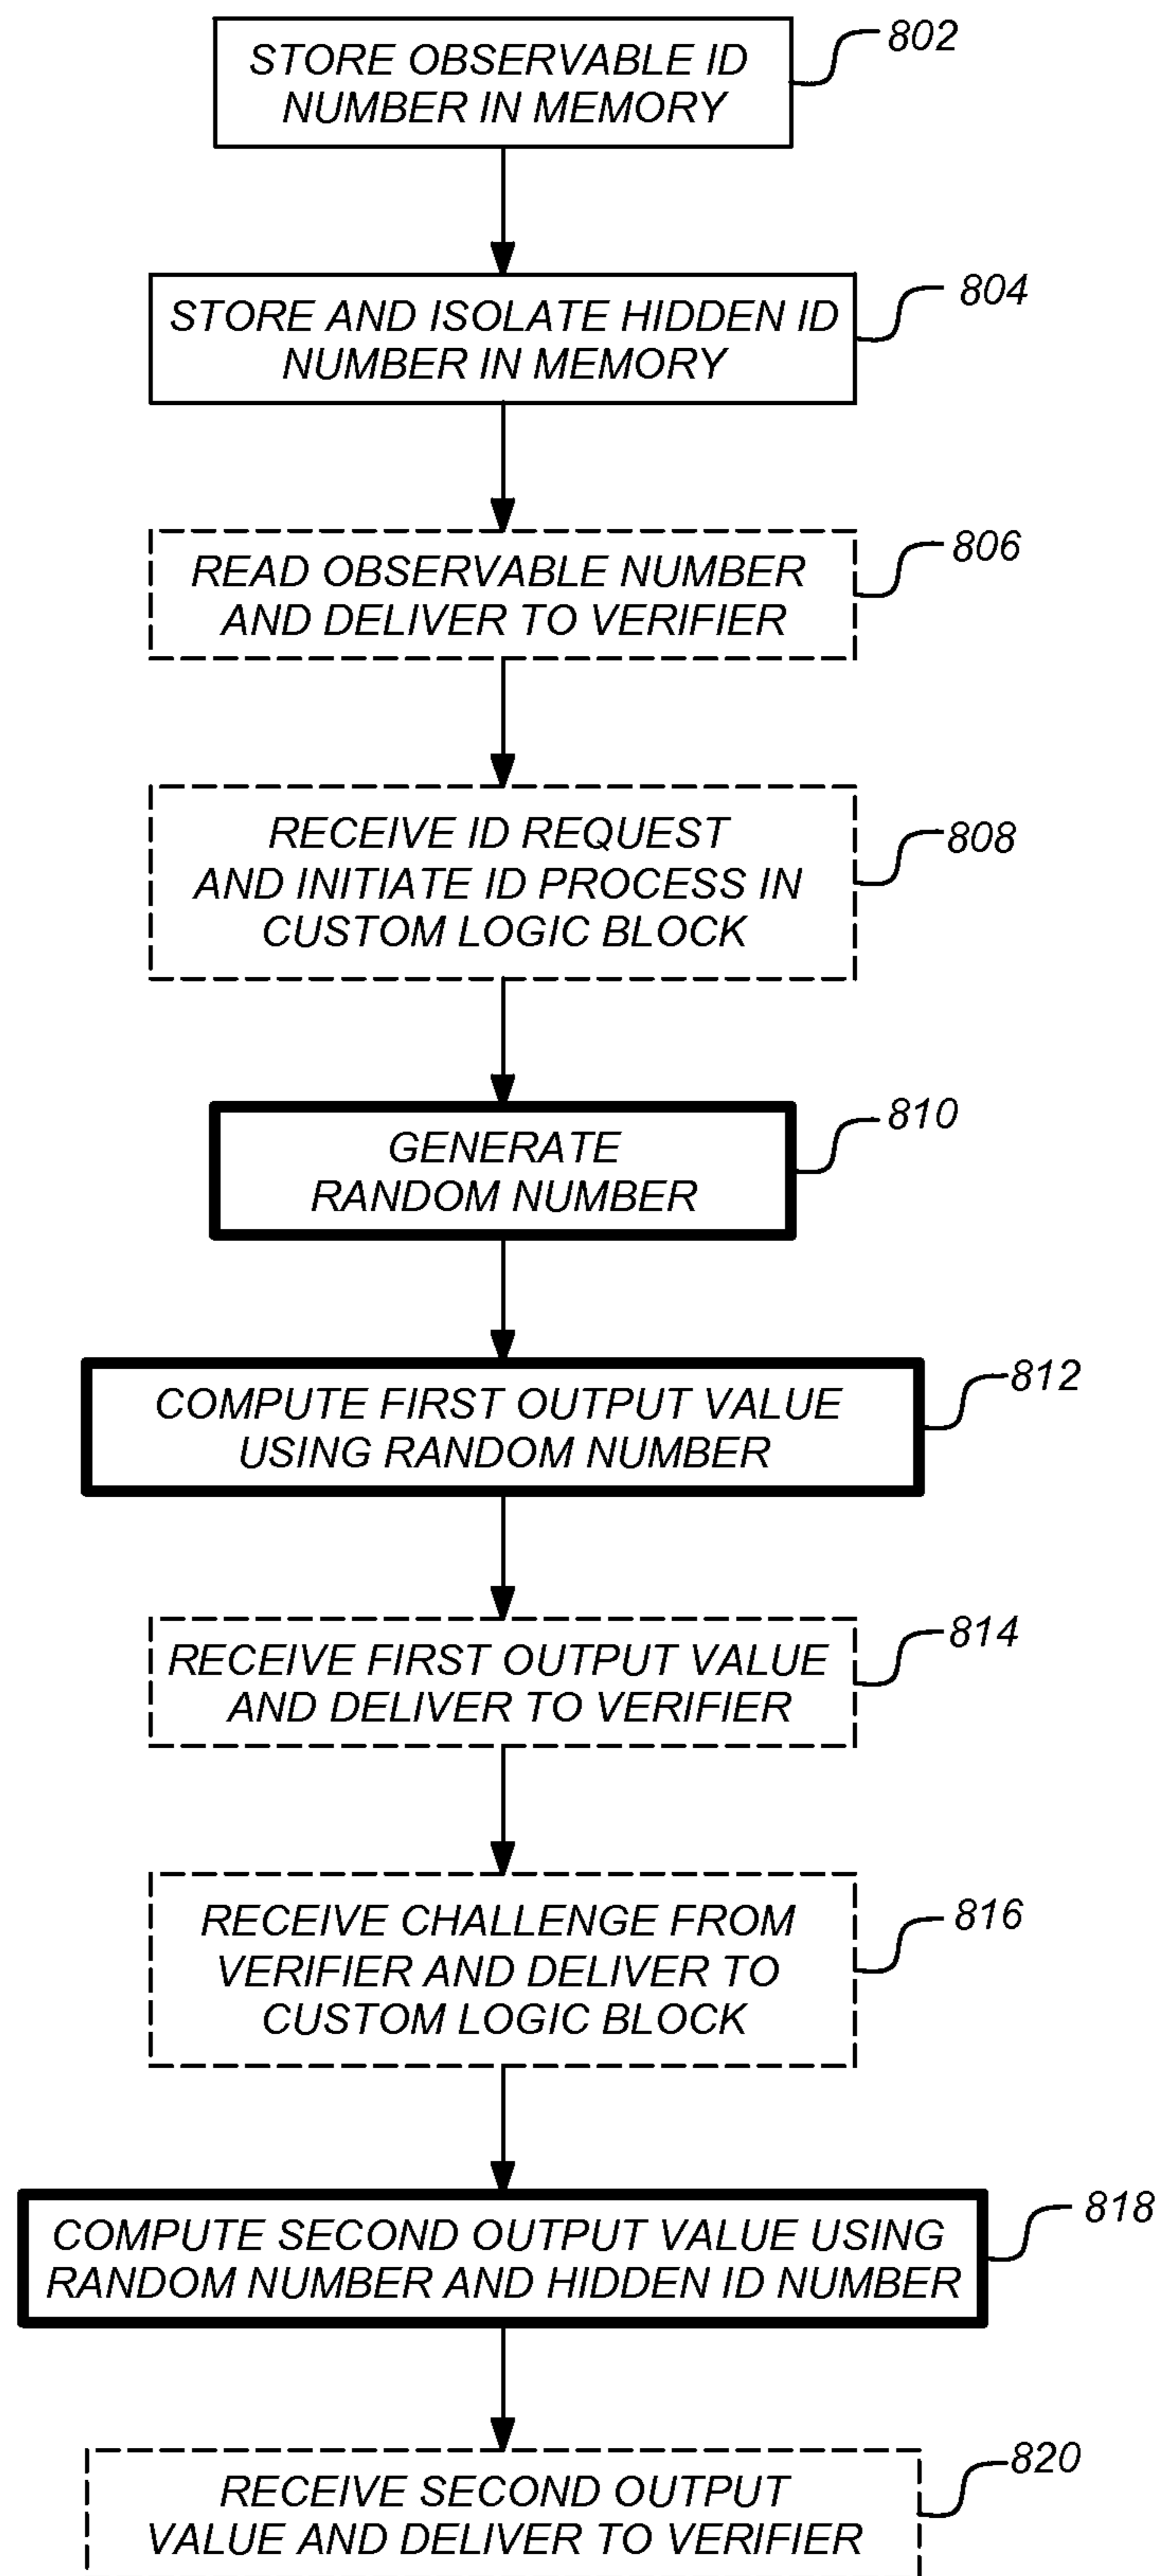 STORE OBSERVABLE ID
NUMBER IN MEMORY
802
STORE AND ISOLATE HIDDEN ID
NUMBER IN MEMORY
804
READ OBSERVABLE NUMBER
AND DELIVER TO VERIFIER
806
RECEIVE ID REQUEST
AND INITIATE ID PROCESS IN
CUSTOM LOGIC BLOCK
808
GENERATE
RANDOM NUMBER
810
COMPUTE FIRST OUTPUT VALUE
USING RANDOM NUMBER
812
RECEIVE FIRST OUTPUT VALUE
AND DELIVER TO VERIFIER
814
RECEIVE CHALLENGE FROM
VERIFIER AND DELIVER TO
CUSTOM LOGIC BLOCK
816
COMPUTE SECOND OUTPUT VALUE USING
RANDOM NUMBER AND HIDDEN ID NUMBER
818
RECEIVE SECOND OUTPUT
VALUE AND DELIVER TO VERIFIER
820